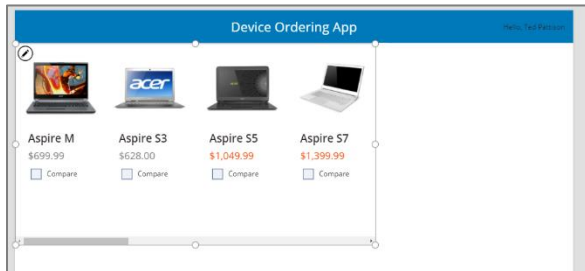 Device Ordering App
Hello, Ted Pattison
acer
Aspire M Aspire S3 Aspire S5 Aspire S7
$699.99 $628.00 $1,049.99 $1,399.99
Compare Compare Compare Compare